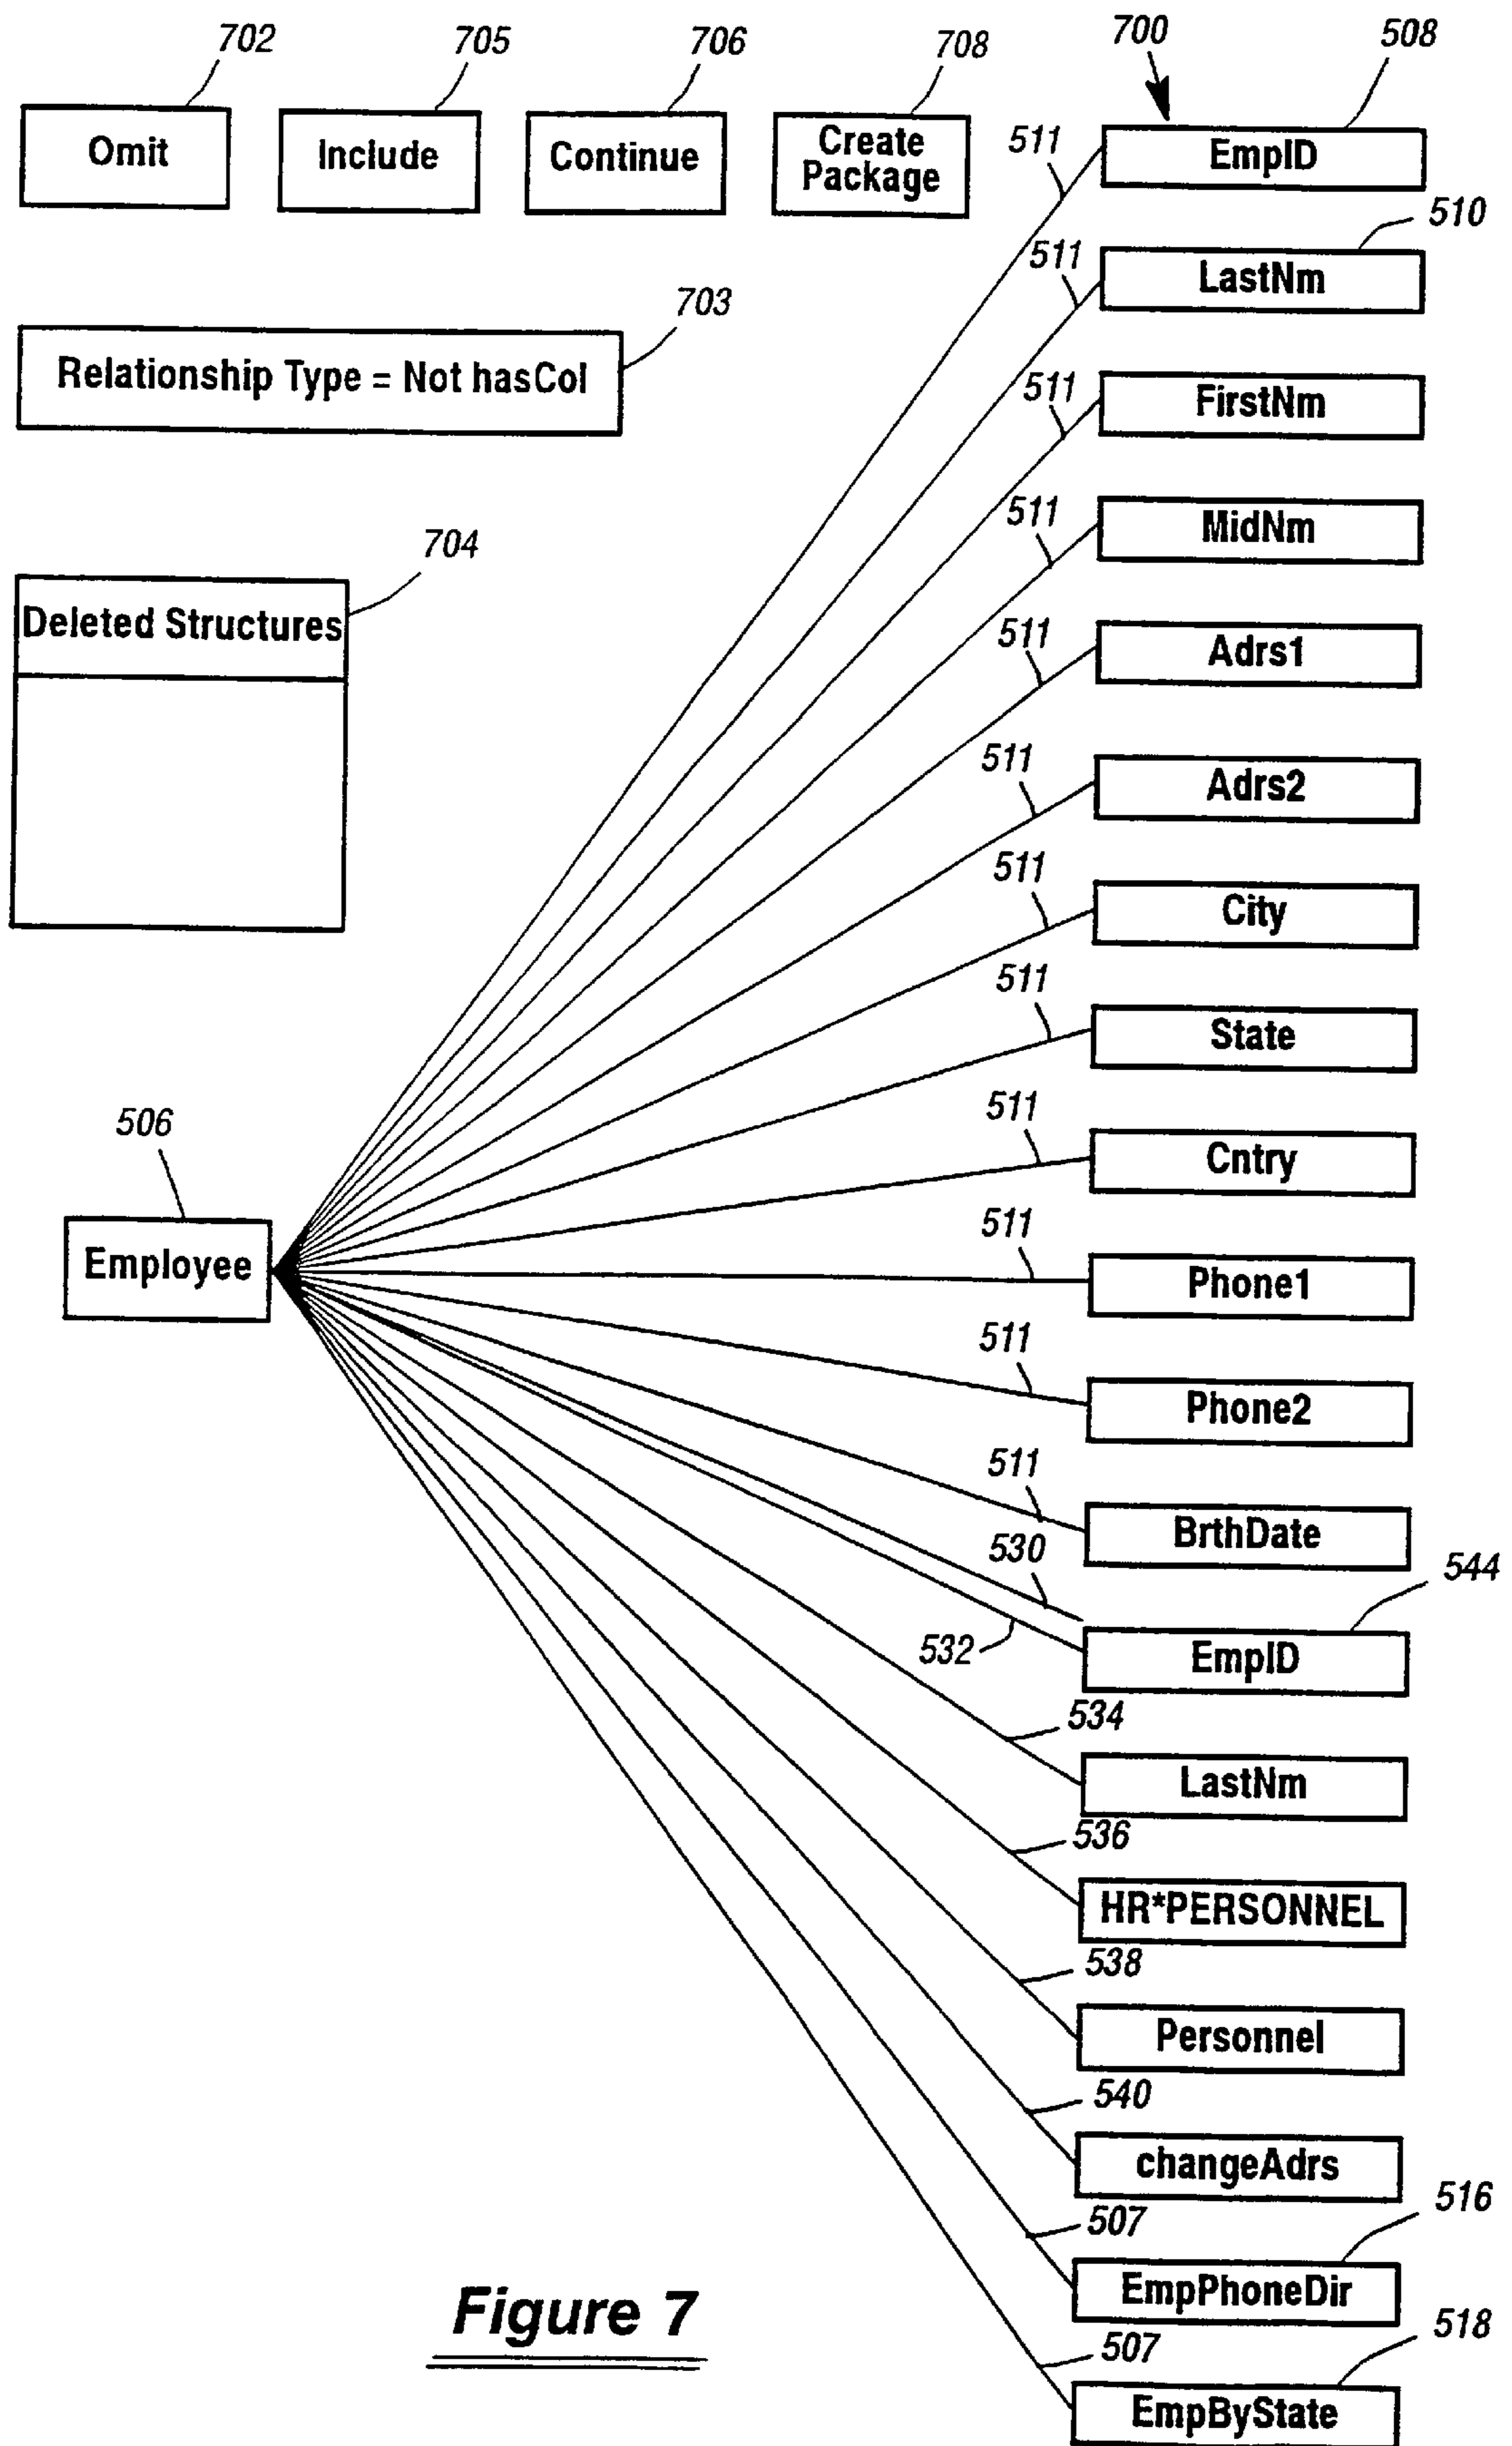 702
705
706
708
700
508
Omit
Include
Continue
Create
Package
511
EmpID
510
511
LastNm
703
Relationship Type = Not hasCol
511
FirstNm
511
MidNm
704
Deleted Structures
511
Adrs1
511
Adrs2
511
City
511
State
506
511
Cntry
Employee
511
Phone1
511
Phone2
511
BrthDate
530
544
532
EmpID
534
LastNm
536
HR*PERSONNEL
538
Personnel
540
changeAdrs
516
507
EmpPhoneDir
518
507
EmpByState
Figure 7